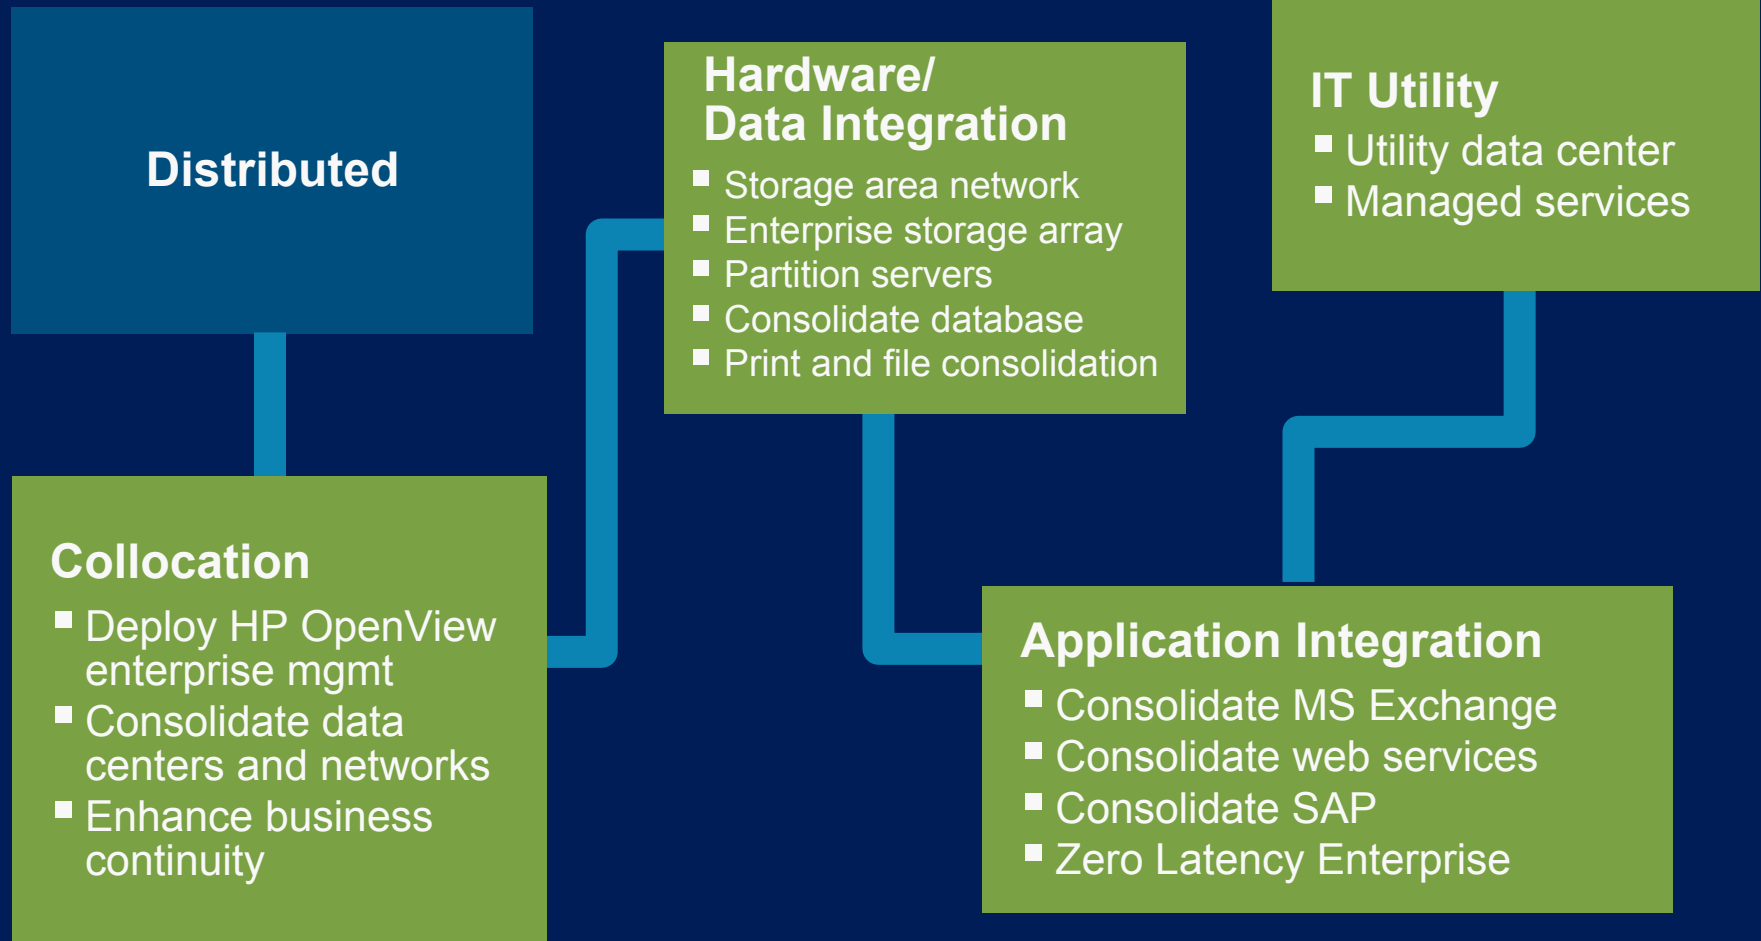 Distributed
Collocation
Deploy HP OpenView
enterprise mgmt
Consolidate data
centers and networks
Enhance business
continuity
Hardware/
Data Integration
Storage area network
Enterprise storage array
Partition servers
Consolidate database
Print and file consolidation
Application Integration
Consolidate MS Exchange
Consolidate web services
Consolidate SAP
Zero Latency Enterprise
IT Utility
Utility data center
Managed services